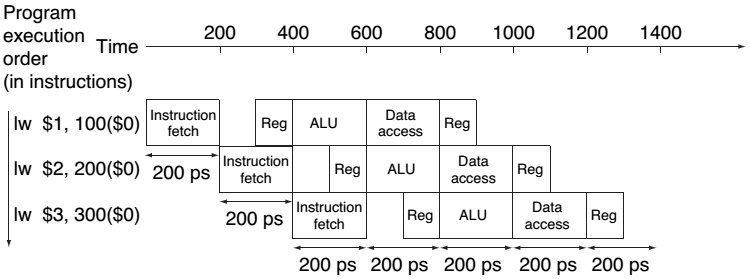 Program
execution
order
(in instructions)
Time
200 400 600 800 1000 1200 1400
lw $1, 100($0)
Instruction
fetch
Reg
ALU
Data
access
Reg
200 ps
lw $2, 200($0)
Instruction
fetch
Reg
ALU
Data
access
Reg
200 ps
lw $3, 300($0)
Instruction
fetch
Reg
ALU
Data
access
Reg
200 ps 200 ps 200 ps 200 ps 200 ps